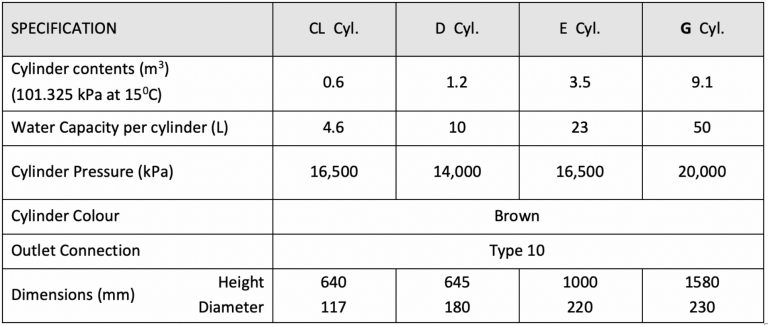 SPECIFICATION CL Cyl. D Cyl. E Cyl. G Cyl.
Cylinder contents (m³)
(101.325 kPa at 15⁰C) 0.6 1.2 3.5 9.1
Water Capacity per cylinder (L) 4.6 10 23 50
Cylinder Pressure (kPa) 16,500 14,000 16,500 20,000
Cylinder Colour Brown
Outlet Connection Type 10
Dimensions (mm) Height 640 645 1000 1580
Diameter 117 180 220 230